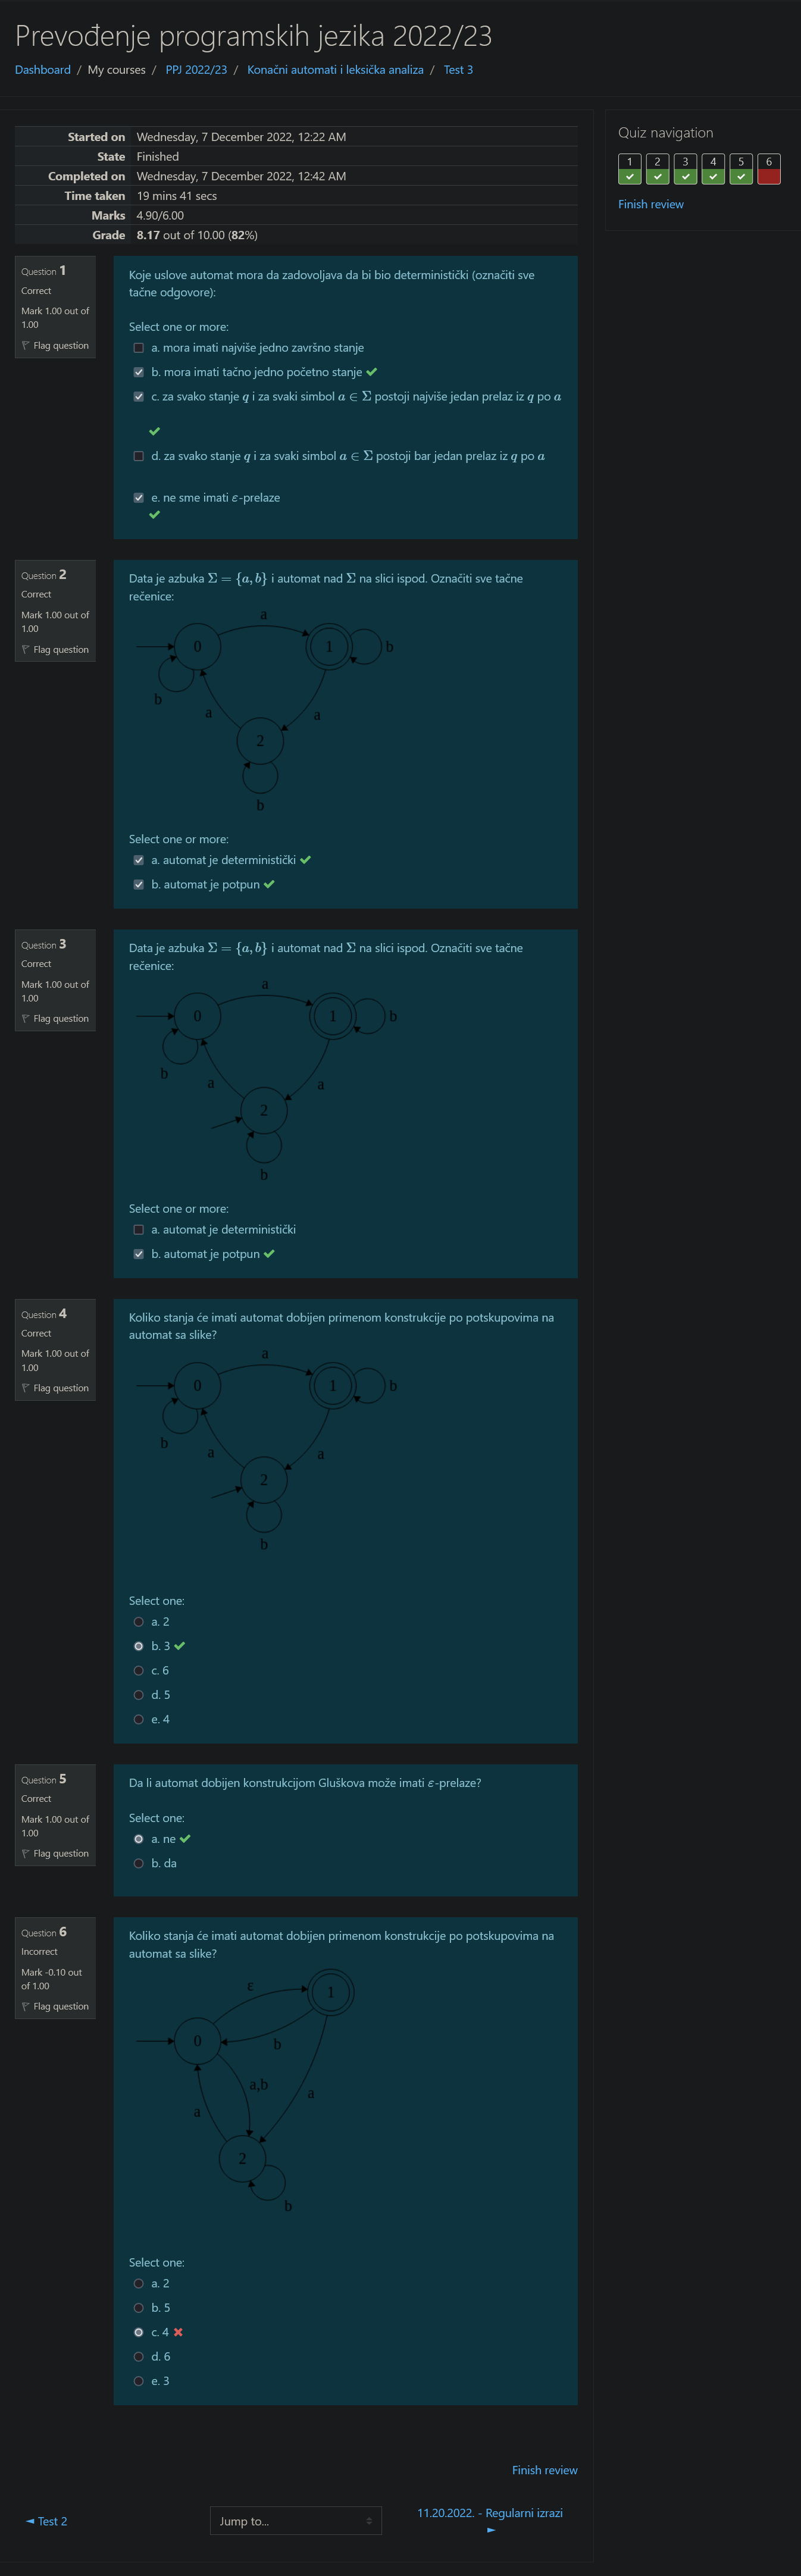 Prevođenje programskih jezika 2022/23
Dashboard / My courses / PPJ 2022/23 / Konačni automati i leksička analiza / Test 3
Started on Wednesday, 7 December 2022, 12:22 AM
State Finished
Completed on Wednesday, 7 December 2022, 12:42 AM
Time taken 19 mins 41 secs
Marks 4.90/6.00
Grade 8.17 out of 10.00 (82%)
Quiz navigation
1 2 3 4 5 6
Finish review
Question 1
Correct
Mark 1.00 out of
1.00
Flag question
Koje uslove automat mora da zadovoljava da bi bio deterministički (označiti sve
tačne odgovore):
Select one or more:
a. mora imati najviše jedno završno stanje
b. mora imati tačno jedno početno stanje
c. za svako stanje q i za svaki simbol a ∈ Σ postoji najviše jedan prelaz iz q po a
d. za svako stanje q i za svaki simbol a ∈ Σ postoji bar jedan prelaz iz q po a
e. ne sme imati ε-prelaze
Question 2
Correct
Mark 1.00 out of
1.00
Flag question
Data je azbuka Σ = {a, b} i automat nad Σ na slici ispod. Označiti sve tačne
rečenice:
a
0 1 b
b a a
2
b
Select one or more:
a. automat je deterministički
b. automat je potpun
Question 3
Correct
Mark 1.00 out of
1.00
Flag question
Data je azbuka Σ = {a, b} i automat nad Σ na slici ispod. Označiti sve tačne
rečenice:
a
0 1 b
b a a
2
b
Select one or more:
a. automat je deterministički
b. automat je potpun
Question 4
Correct
Mark 1.00 out of
1.00
Flag question
Koliko stanja će imati automat dobijen primenom konstrukcije po potskupovima na
automat sa slike?
a
0 1 b
b a a
2
b
Select one:
a. 2
b. 3
c. 6
d. 5
e. 4
Question 5
Correct
Mark 1.00 out of
1.00
Flag question
Da li automat dobijen konstrukcijom Gluškova može imati ε-prelaze?
Select one:
a. ne
b. da
Question 6
Incorrect
Mark -0.10 out
of 1.00
Flag question
Koliko stanja će imati automat dobijen primenom konstrukcije po potskupovima na
automat sa slike?
ε 1
0 b
a,b
a a
2
b
Select one:
a. 2
b. 5
c. 4
d. 6
e. 3
Finish review
◄ Test 2
Jump to...
11.20.2022. - Regularni izrazi
►